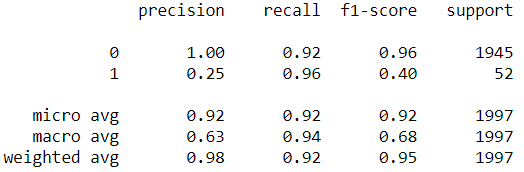 precision recall f1-score support
0 1.00 0.92 0.96 1945
1 0.25 0.96 0.40 52
micro avg 0.92 0.92 0.92 1997
macro avg 0.63 0.94 0.68 1997
weighted avg 0.98 0.92 0.95 1997